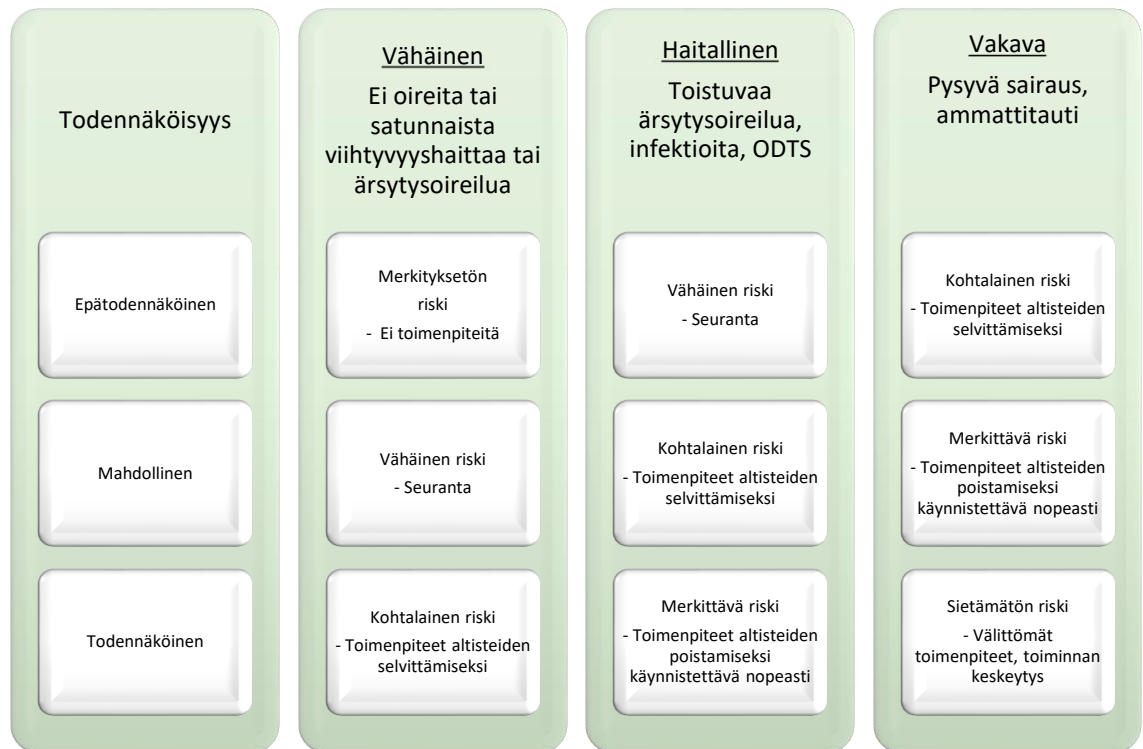 Todennäköisyys
Vähäinen
Ei oireita tai
satunnaista
viihtyvyyshaittaa tai
ärsytysoireilua
Haitallinen
Toistuvaa
ärsytysoireilua,
infektioita, ODTS
Vakava
Pysyvä sairaus,
ammattitauti
Epätodennäköinen
Merkityksetön
riski
- Ei toimenpiteitä
Vähäinen riski
- Seuranta
Kohtalainen riski
- Toimenpiteet altisteiden
selvittämiseksi
Mahdollinen
Vähäinen riski
- Seuranta
Kohtalainen riski
- Toimenpiteet altisteiden
selvittämiseksi
Merkittävä riski
- Toimenpiteet altisteiden
poistamiseksi
käynnistettävä nopeasti
Todennäköinen
Kohtalainen riski
- Toimenpiteet altisteiden
selvittämiseksi
Merkittävä riski
- Toimenpiteet altisteiden
poistamiseksi
käynnistettävä nopeasti
Sietämätön riski
- Välittömät
toimenpiteet, toiminnan
keskeytys